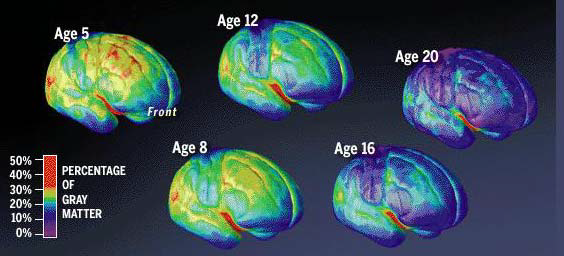 Age 5
Age 12
Age 20
Front
Age 8
Age 16
50%
40%
30%
20%
10%
0%
PERCENTAGE
OF
GRAY
MATTER